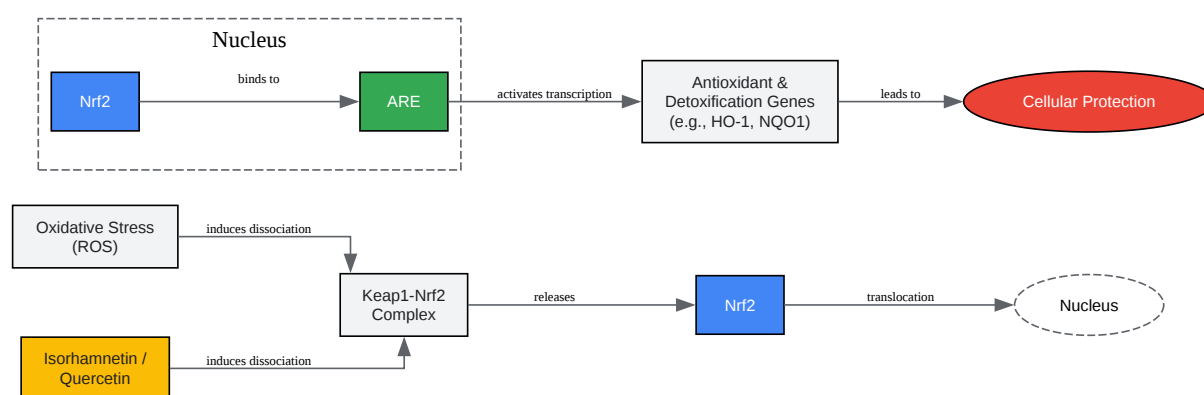 Nucleus
Nrf2
binds to
ARE
activates transcription
Antioxidant &
Detoxification Genes
(e.g., HO-1, NQO1)
leads to
Cellular Protection
Oxidative Stress
(ROS)
induces dissociation
Keap1-Nrf2
Complex
releases
Nrf2
translocation
Nucleus
Isorhamnetin /
Quercetin
induces dissociation